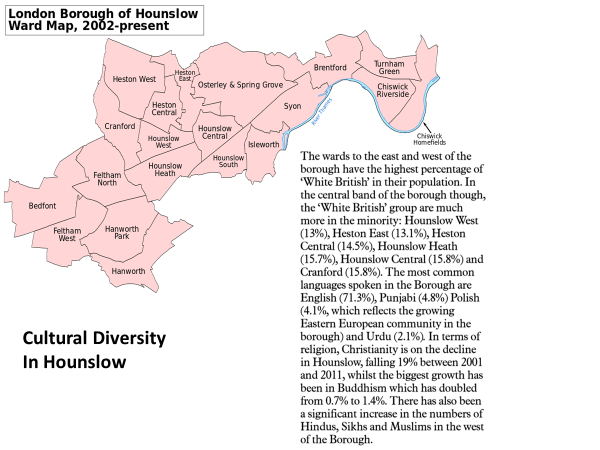 London Borough of Hounslow
Ward Map, 2002-present
Heston West
Heston
East
Osterley & Spring Grove
Brentford
Turnham
Green
Heston
Central
Syon
Chiswick
Riverside
River Thames
Cranford
Hounslow
West
Hounslow
Central
Isleworth
Chiswick
Homefields
Feltham
North
Hounslow
Heath
Hounslow
South
Bedfont
Feltham
West
Hanworth
Park
Hanworth
The wards to the east and west of the
borough have the highest percentage of
‘White British’ in their population. In
the central band of the borough though,
the ‘White British’ group are much
more in the minority: Hounslow West
(13%), Heston East (13.1%), Heston
Central (14.5%), Hounslow Heath
(15.7%), Hounslow Central (15.8%) and
Cranford (15.8%). The most common
languages spoken in the Borough are
English (71.3%), Punjabi (4.8%) Polish
(4.1%, which reflects the growing
Eastern European community in the
borough) and Urdu (2.1%). In terms of
religion, Christianity is on the decline
in Hounslow, falling 19% between 2001
and 2011, whilst the biggest growth has
been in Buddhism which has doubled
from 0.7% to 1.4%. There has also been
a significant increase in the numbers of
Hindus, Sikhs and Muslims in the west
of the Borough.
Cultural Diversity
In Hounslow